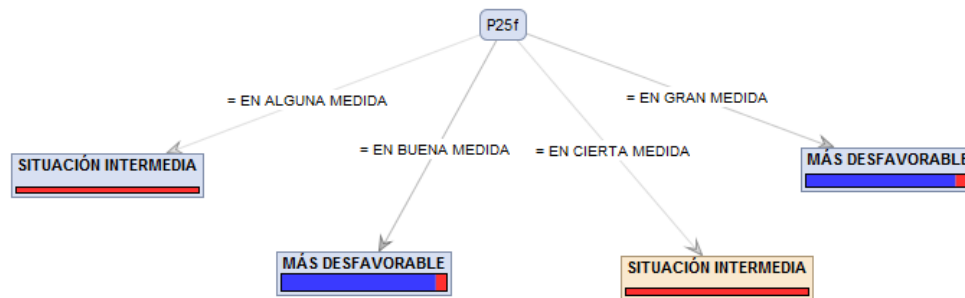 P25f
= EN GRAN MEDIDA
= EN ALGUNA MEDIDA
= EN BUENA MEDIDA
= EN CIERTA MEDIDA
SITUACIÓN INTERMEDIA
MÁS DESFAVORABLE
MÁS DESFAVORABLE
SITUACIÓN INTERMEDIA